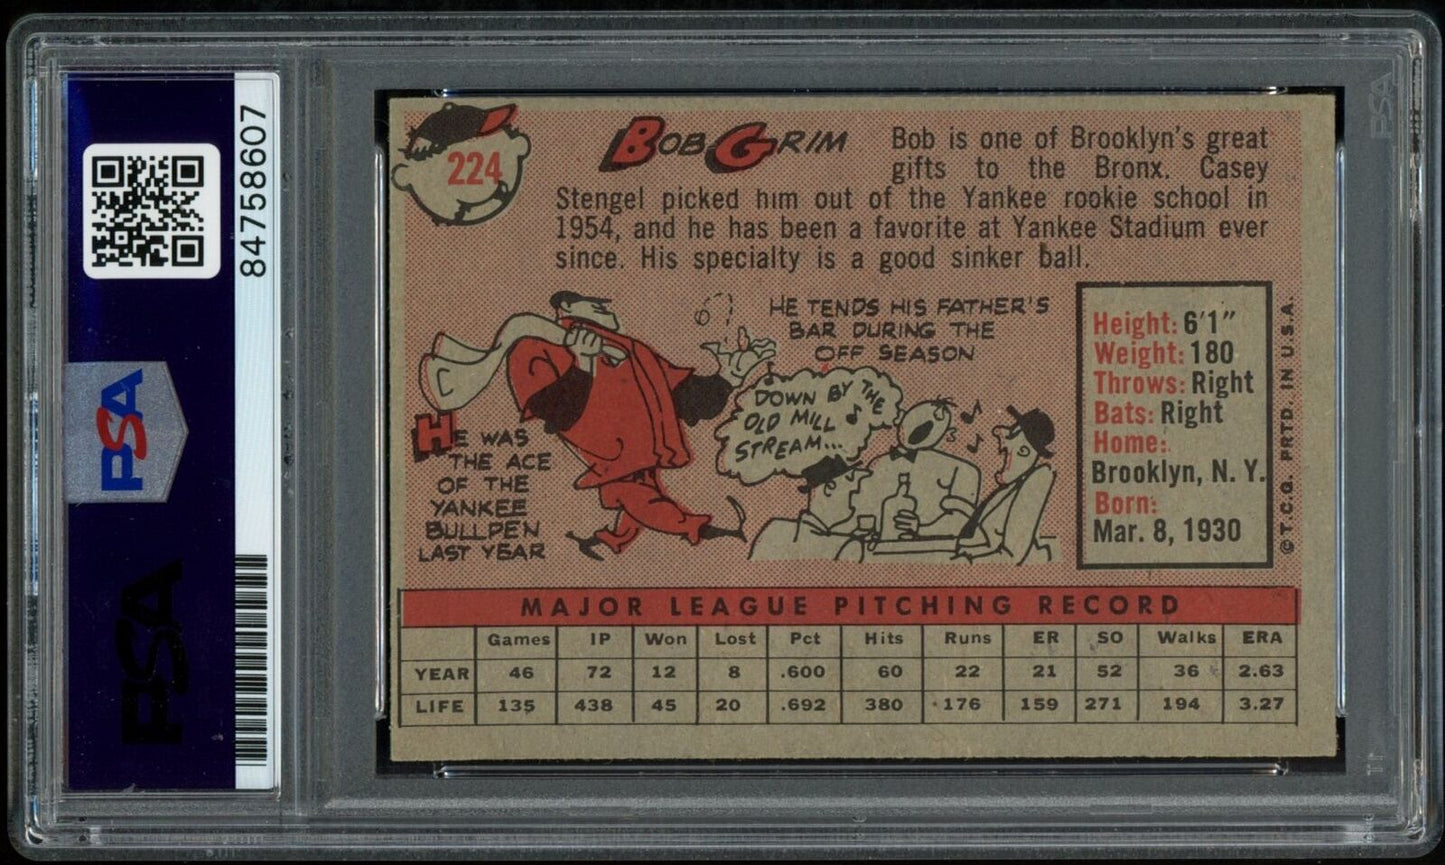 84758607
PSA
PSA
PSA
224
BOB GRIM
Bob is one of Brooklyn's great
gifts to the Bronx. Casey
Stengel picked him out of the Yankee rookie school in
1954, and he has been a favorite at Yankee Stadium ever
since. His specialty is a good sinker ball.
HE WAS
THE ACE
OF THE
YANKEE
BULLPEN
LAST YEAR
HE TENDS HIS FATHER'S
BAR DURING THE
OFF SEASON
DOWN BY THE
OLD MILL
STREAM...
Height: 6'1"
Weight: 180
Throws: Right
Bats: Right
Home:
Brooklyn, N. Y.
Born:
Mar. 8, 1930
© T.C.G. PRTD. IN U.S.A.
MAJOR LEAGUE PITCHING RECORD
Games IP Won Lost Pct Hits Runs ER SO Walks ERA
YEAR 46 72 12 8 .600 60 22 21 52 36 2.63
LIFE 135 438 45 20 .692 380 176 159 271 194 3.27